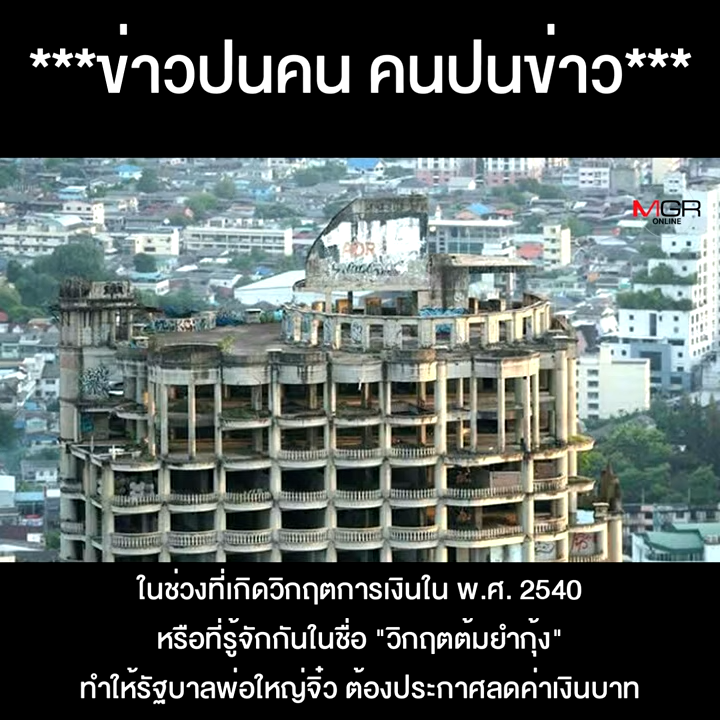 ***ข่าวปนคน คนปนข่าว***
MGR
ONLINE
ในช่วงที่เกิดวิกฤตการเงินใน พ.ศ. 2540
หรือที่รู้จักกันในชื่อ "วิกฤตต้มยำกุ้ง"
ทำให้รัฐบาลพ่อใหญ่จิ๋ว ต้องประกาศลดค่าเงินบาท